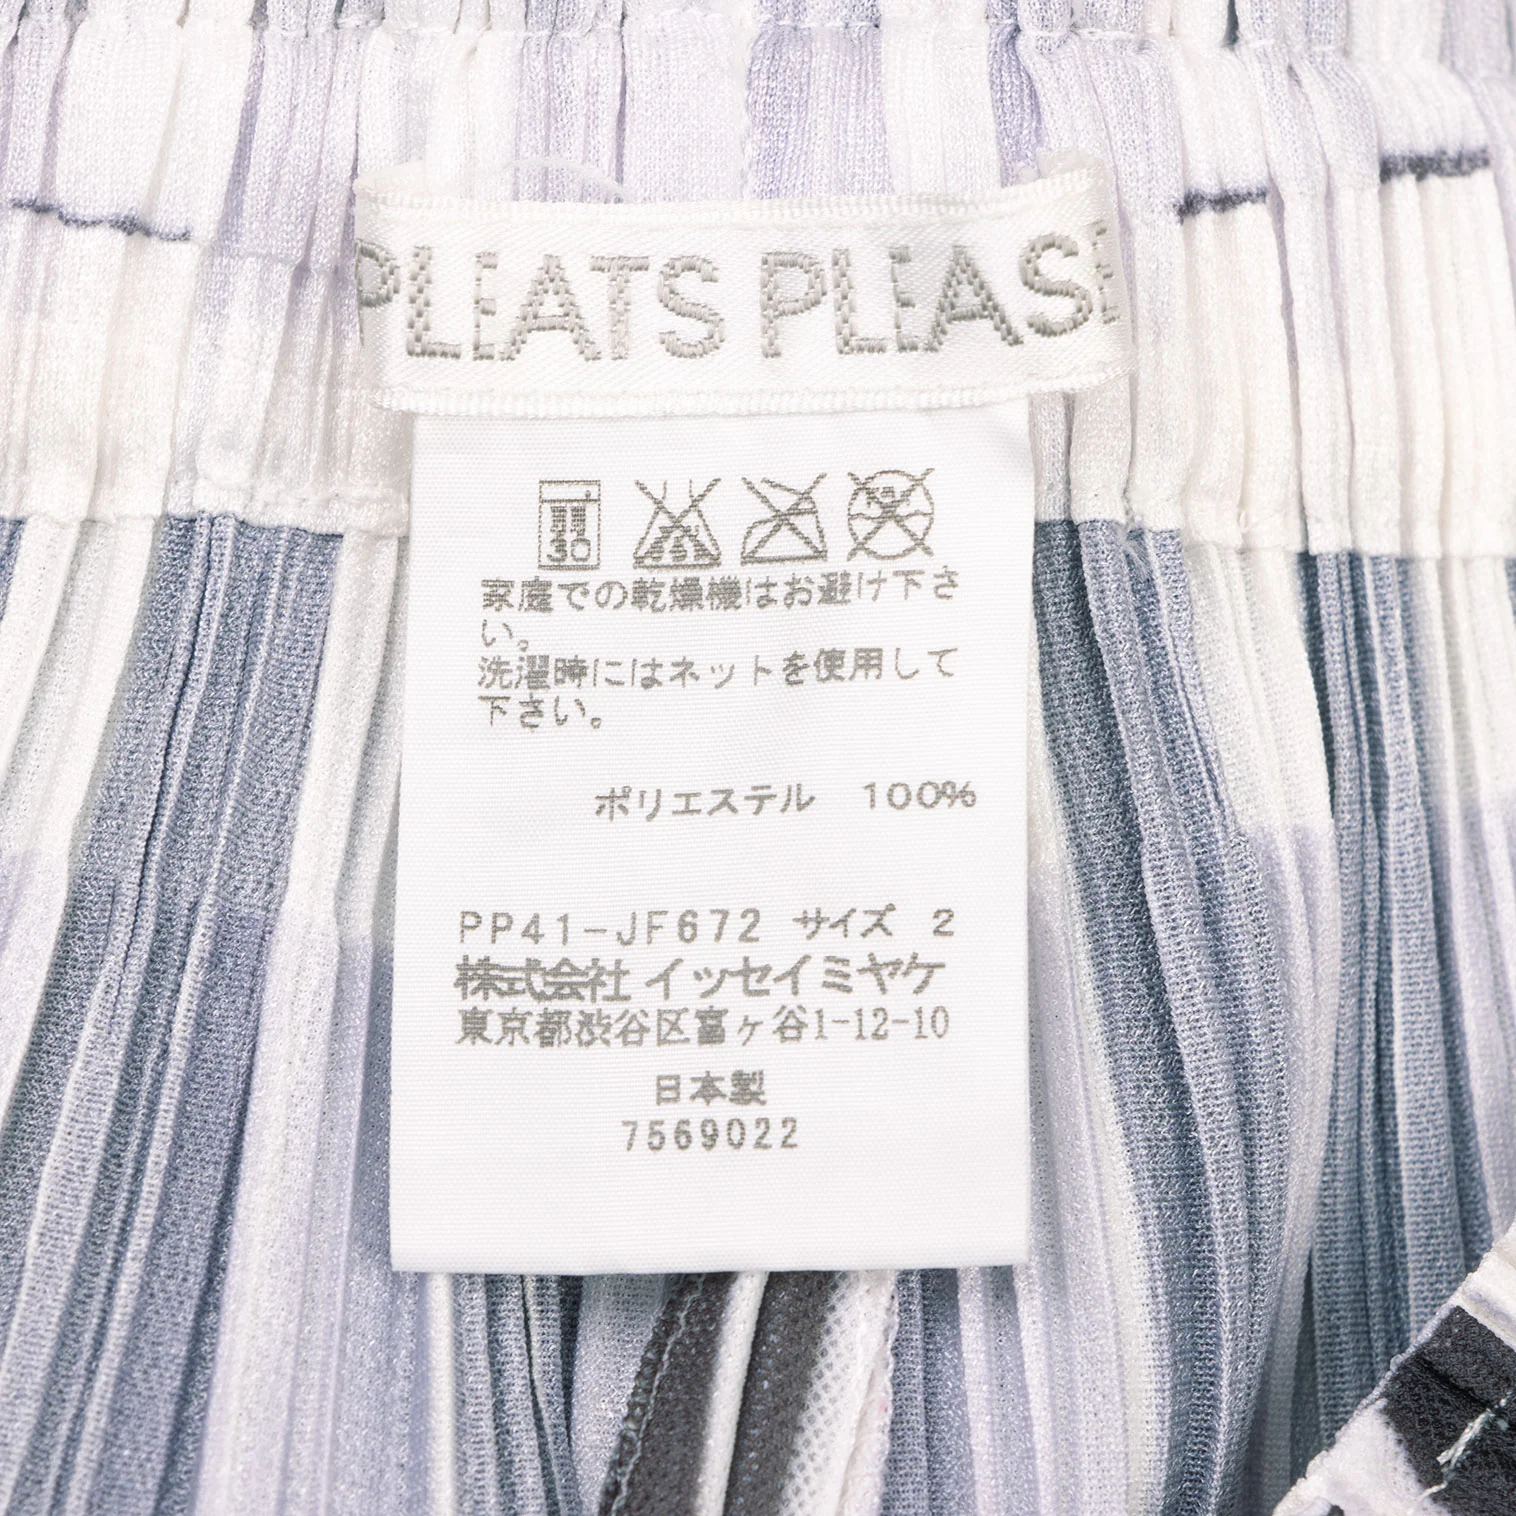 PLEATS PLEASE
30
家庭での乾燥機はお避け下さ
い。
洗濯時にはネットを使用して
下さい。
ポリエステル 100%
PP41-JF672 サイズ 2
株式会社 イッセイミヤケ
東京都渋谷区富ヶ谷1-12-10
日本製
7569022